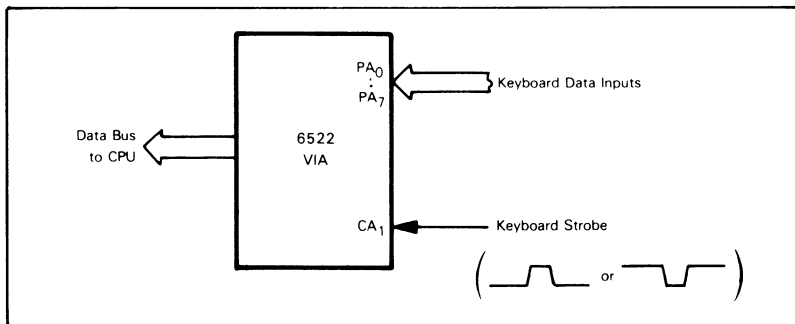 PA0
:
PA7
Keyboard Data Inputs
Data Bus
to CPU
6522
VIA
CA1
Keyboard Strobe
( or )